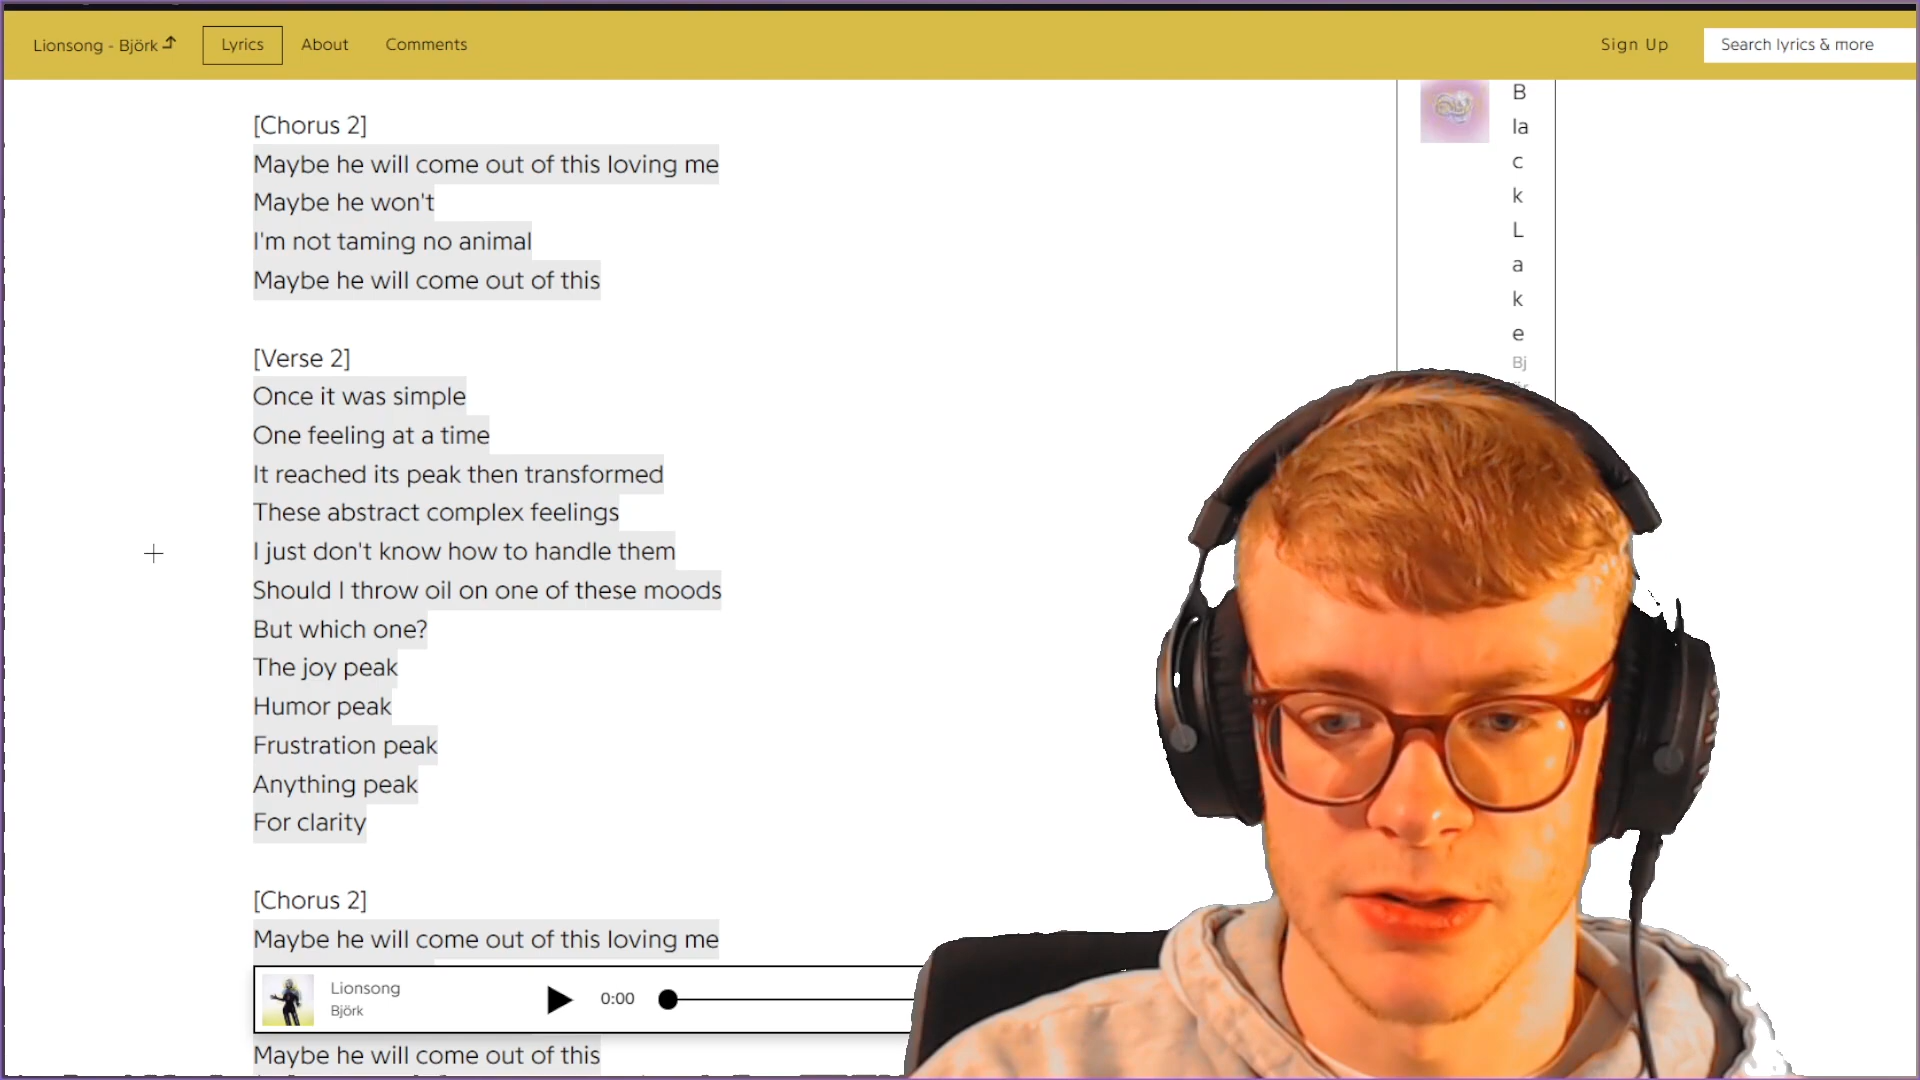 Lionsong - Björk Lyrics About Comments Sign Up Search lyrics & more
[Chorus 2]
Maybe he will come out of this loving me
Maybe he won't
I'm not taming no animal
Maybe he will come out of this
[Verse 2]
Once it was simple
One feeling at a time
It reached its peak then transformed
These abstract complex feelings
I just don't know how to handle them
Should I throw oil on one of these moods
But which one?
The joy peak
Humor peak
Frustration peak
Anything peak
For clarity
[Chorus 2]
Maybe he will come out of this loving me
Lionsong
Björk
0:00
Maybe he will come out of this
B
la
c
k
L
a
k
e
Bj